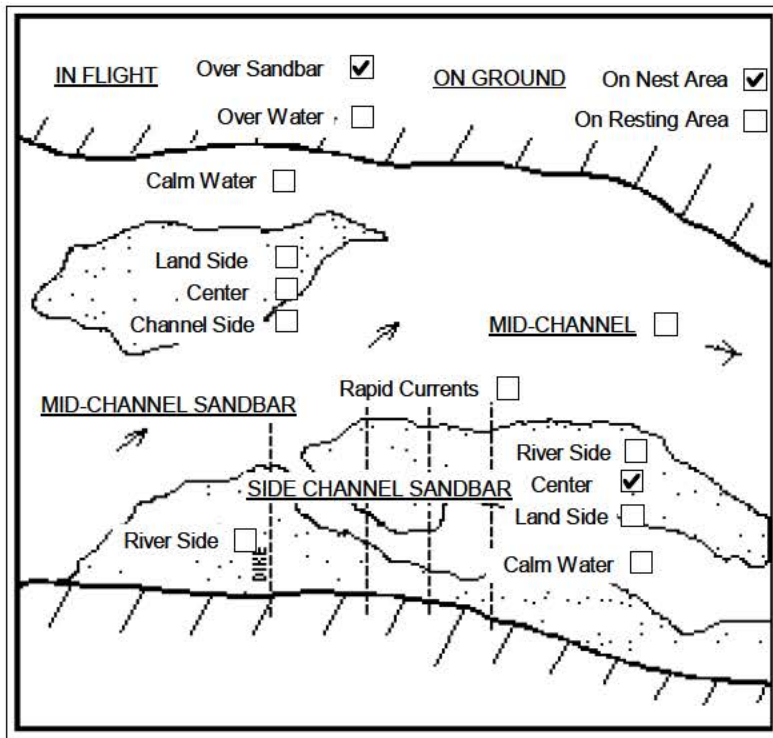 IN FLIGHT Over Sandbar ON GROUND On Nest Area
Over Water On Resting Area
Calm Water
Land Side
Center
Channel Side
MID-CHANNEL
Rapid Currents
MID-CHANNEL SANDBAR
River Side
SIDE CHANNEL SANDBAR Center
Land Side
River Side
DIKE
Calm Water